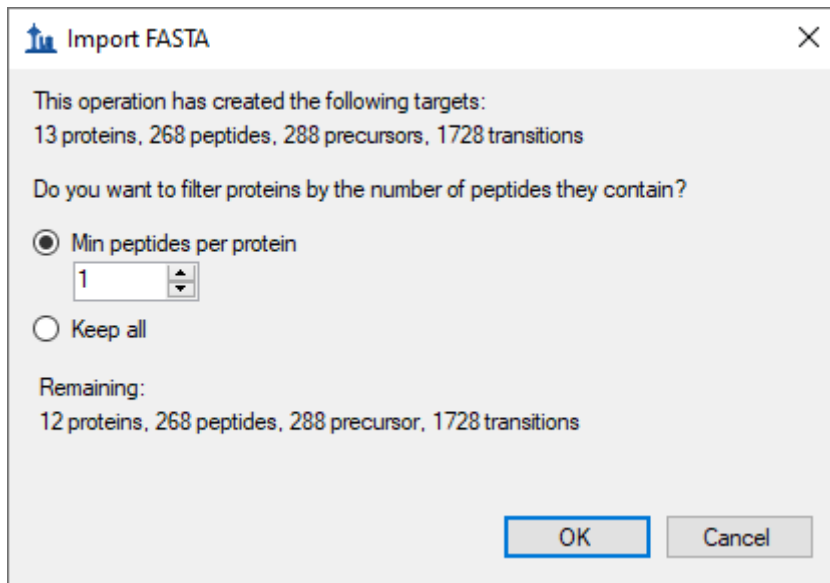 Import FASTA
This operation has created the following targets:
13 proteins, 268 peptides, 288 precursors, 1728 transitions
Do you want to filter proteins by the number of peptides they contain?
Min peptides per protein
1
Keep all
Remaining:
12 proteins, 268 peptides, 288 precursor, 1728 transitions
OK Cancel